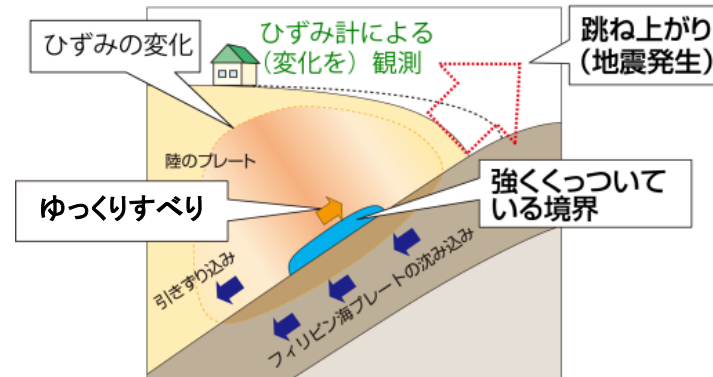 ひずみの変化
ひずみ計による
(変化を)観測
跳ね上がり
(地震発生)
陸のプレート
ゆっくりすべり
強くくっついて
いる境界
引きずり込み
フィリピン海プレートの沈み込み